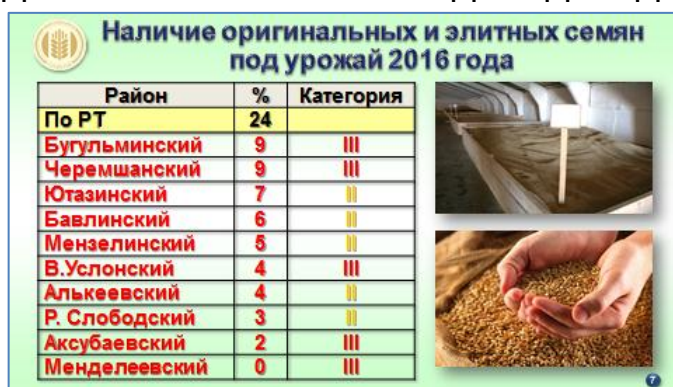 Наличие оригинальных и элитных семян
под урожай 2016 года
Район % Категория
По РТ 24
Бугульминский 9 III
Черемшанский 9 III
Ютазинский 7 II
Бавлинский 6 II
Мензелинский 5 II
В.Услонский 4 III
Алькеевский 4 II
Р. Слободский 3 II
Аксубаевский 2 III
Менделеевский 0 III
7